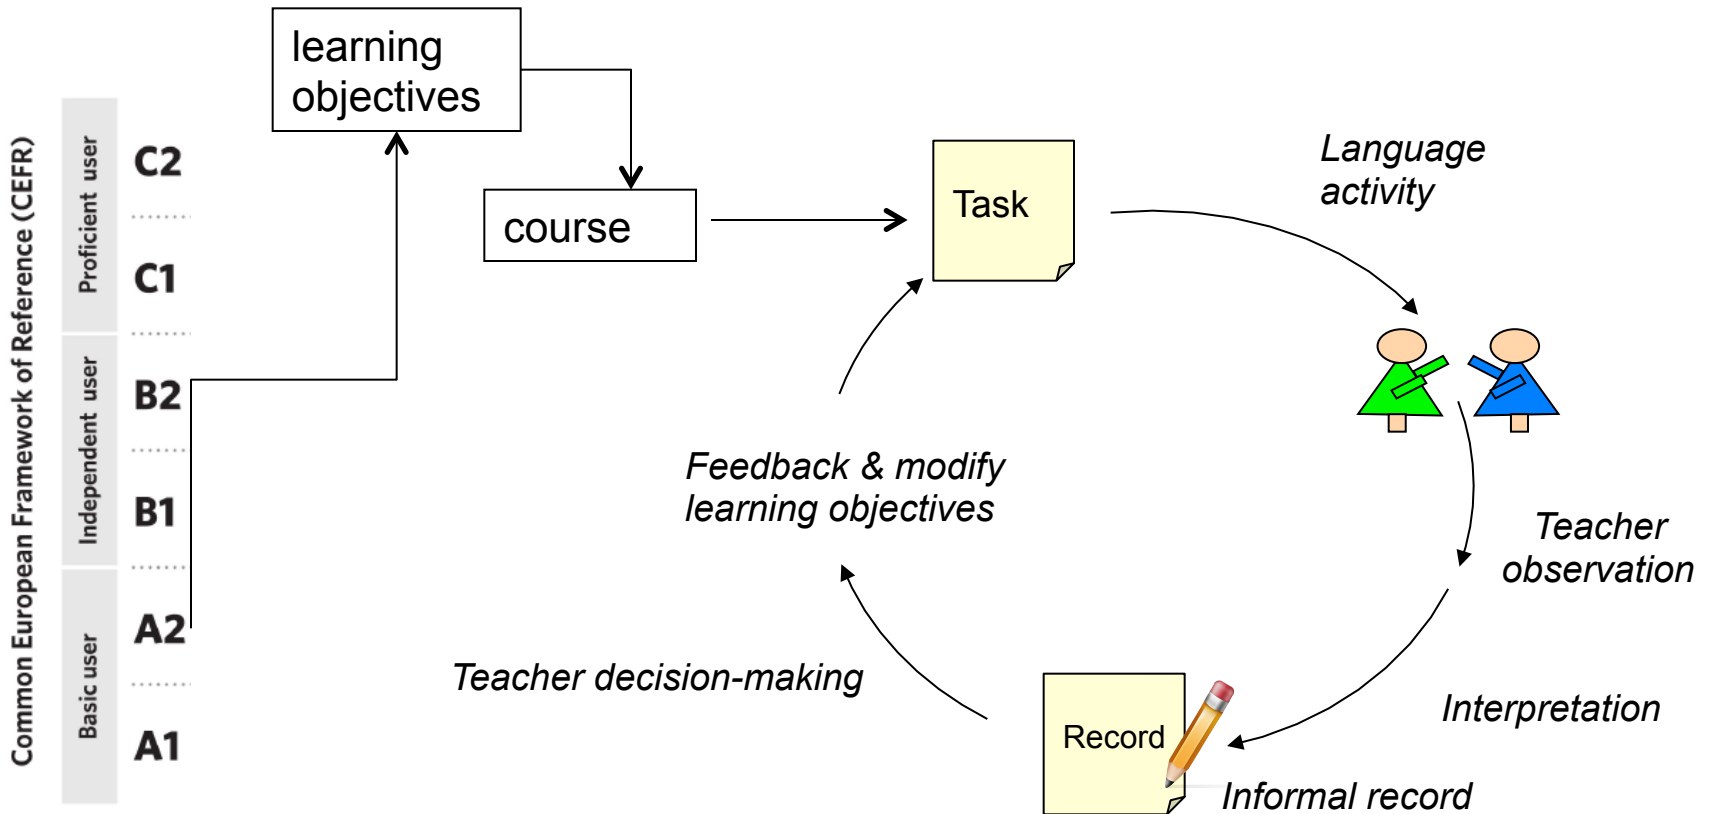 Common European Framework of Reference (CEFR)
Proficient user
Independent user
Basic user
C2
C1
B2
B1
A2
A1
learning
objectives
course
Task
Language
activity
Teacher
observation
Interpretation
Record
Informal record
Teacher decision-making
Feedback & modify
learning objectives